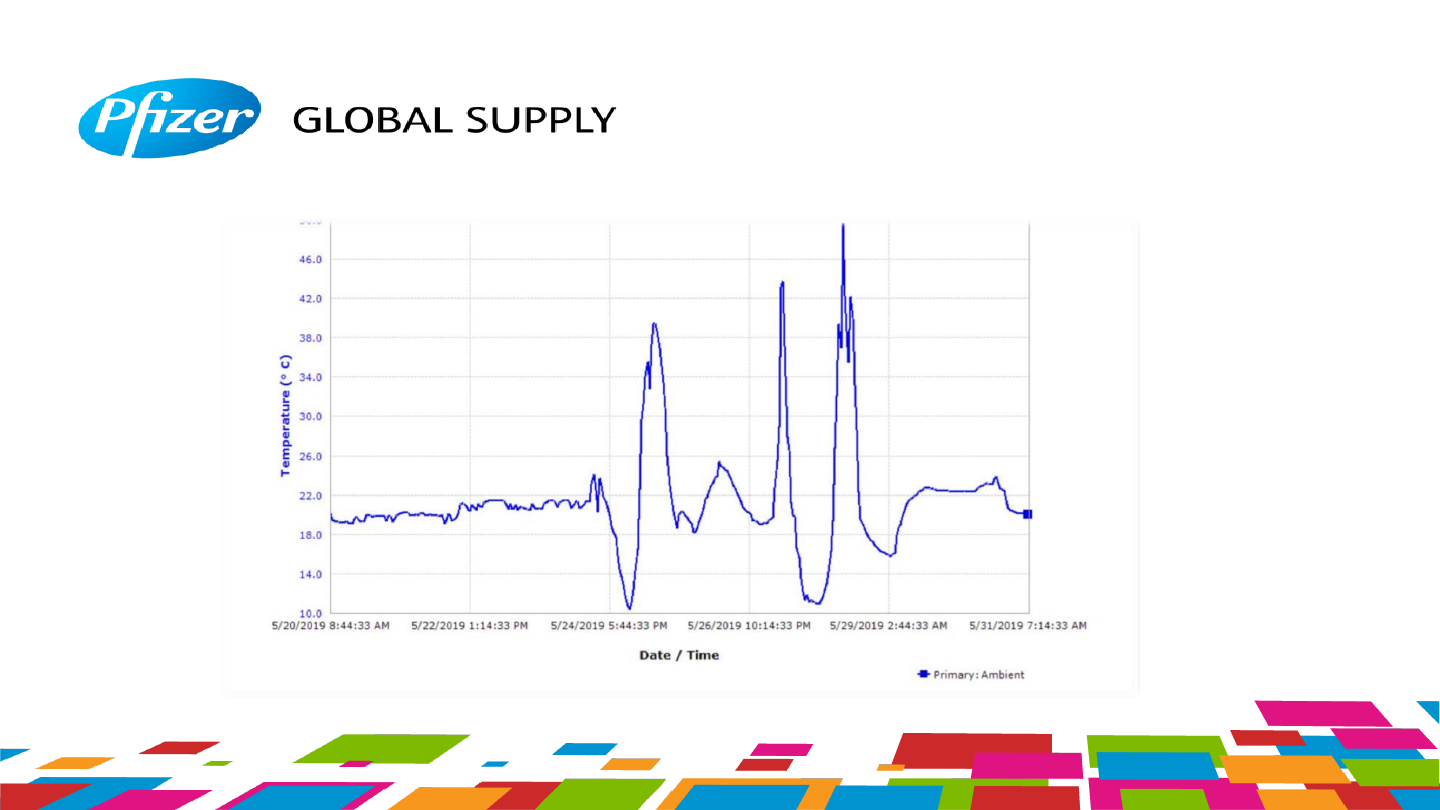 Pfizer GLOBAL SUPPLY
46.0
42.0
38.0
34.0
30.0
26.0
22.0
18.0
14.0
10.0
Temperature (° C)
5/20/2019 8:44:33 AM 5/22/2019 1:14:33 PM 5/24/2019 5:44:33 PM 5/26/2019 10:14:33 PM 5/29/2019 2:44:33 AM 5/31/2019 7:14:33 AM
Date / Time
Primary: Ambient